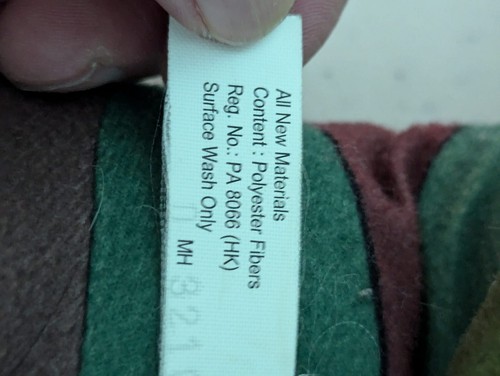 All New Materials
Content : Polyester Fibers
Reg. No.: PA 8066 (HK)
Surface Wash Only
MH